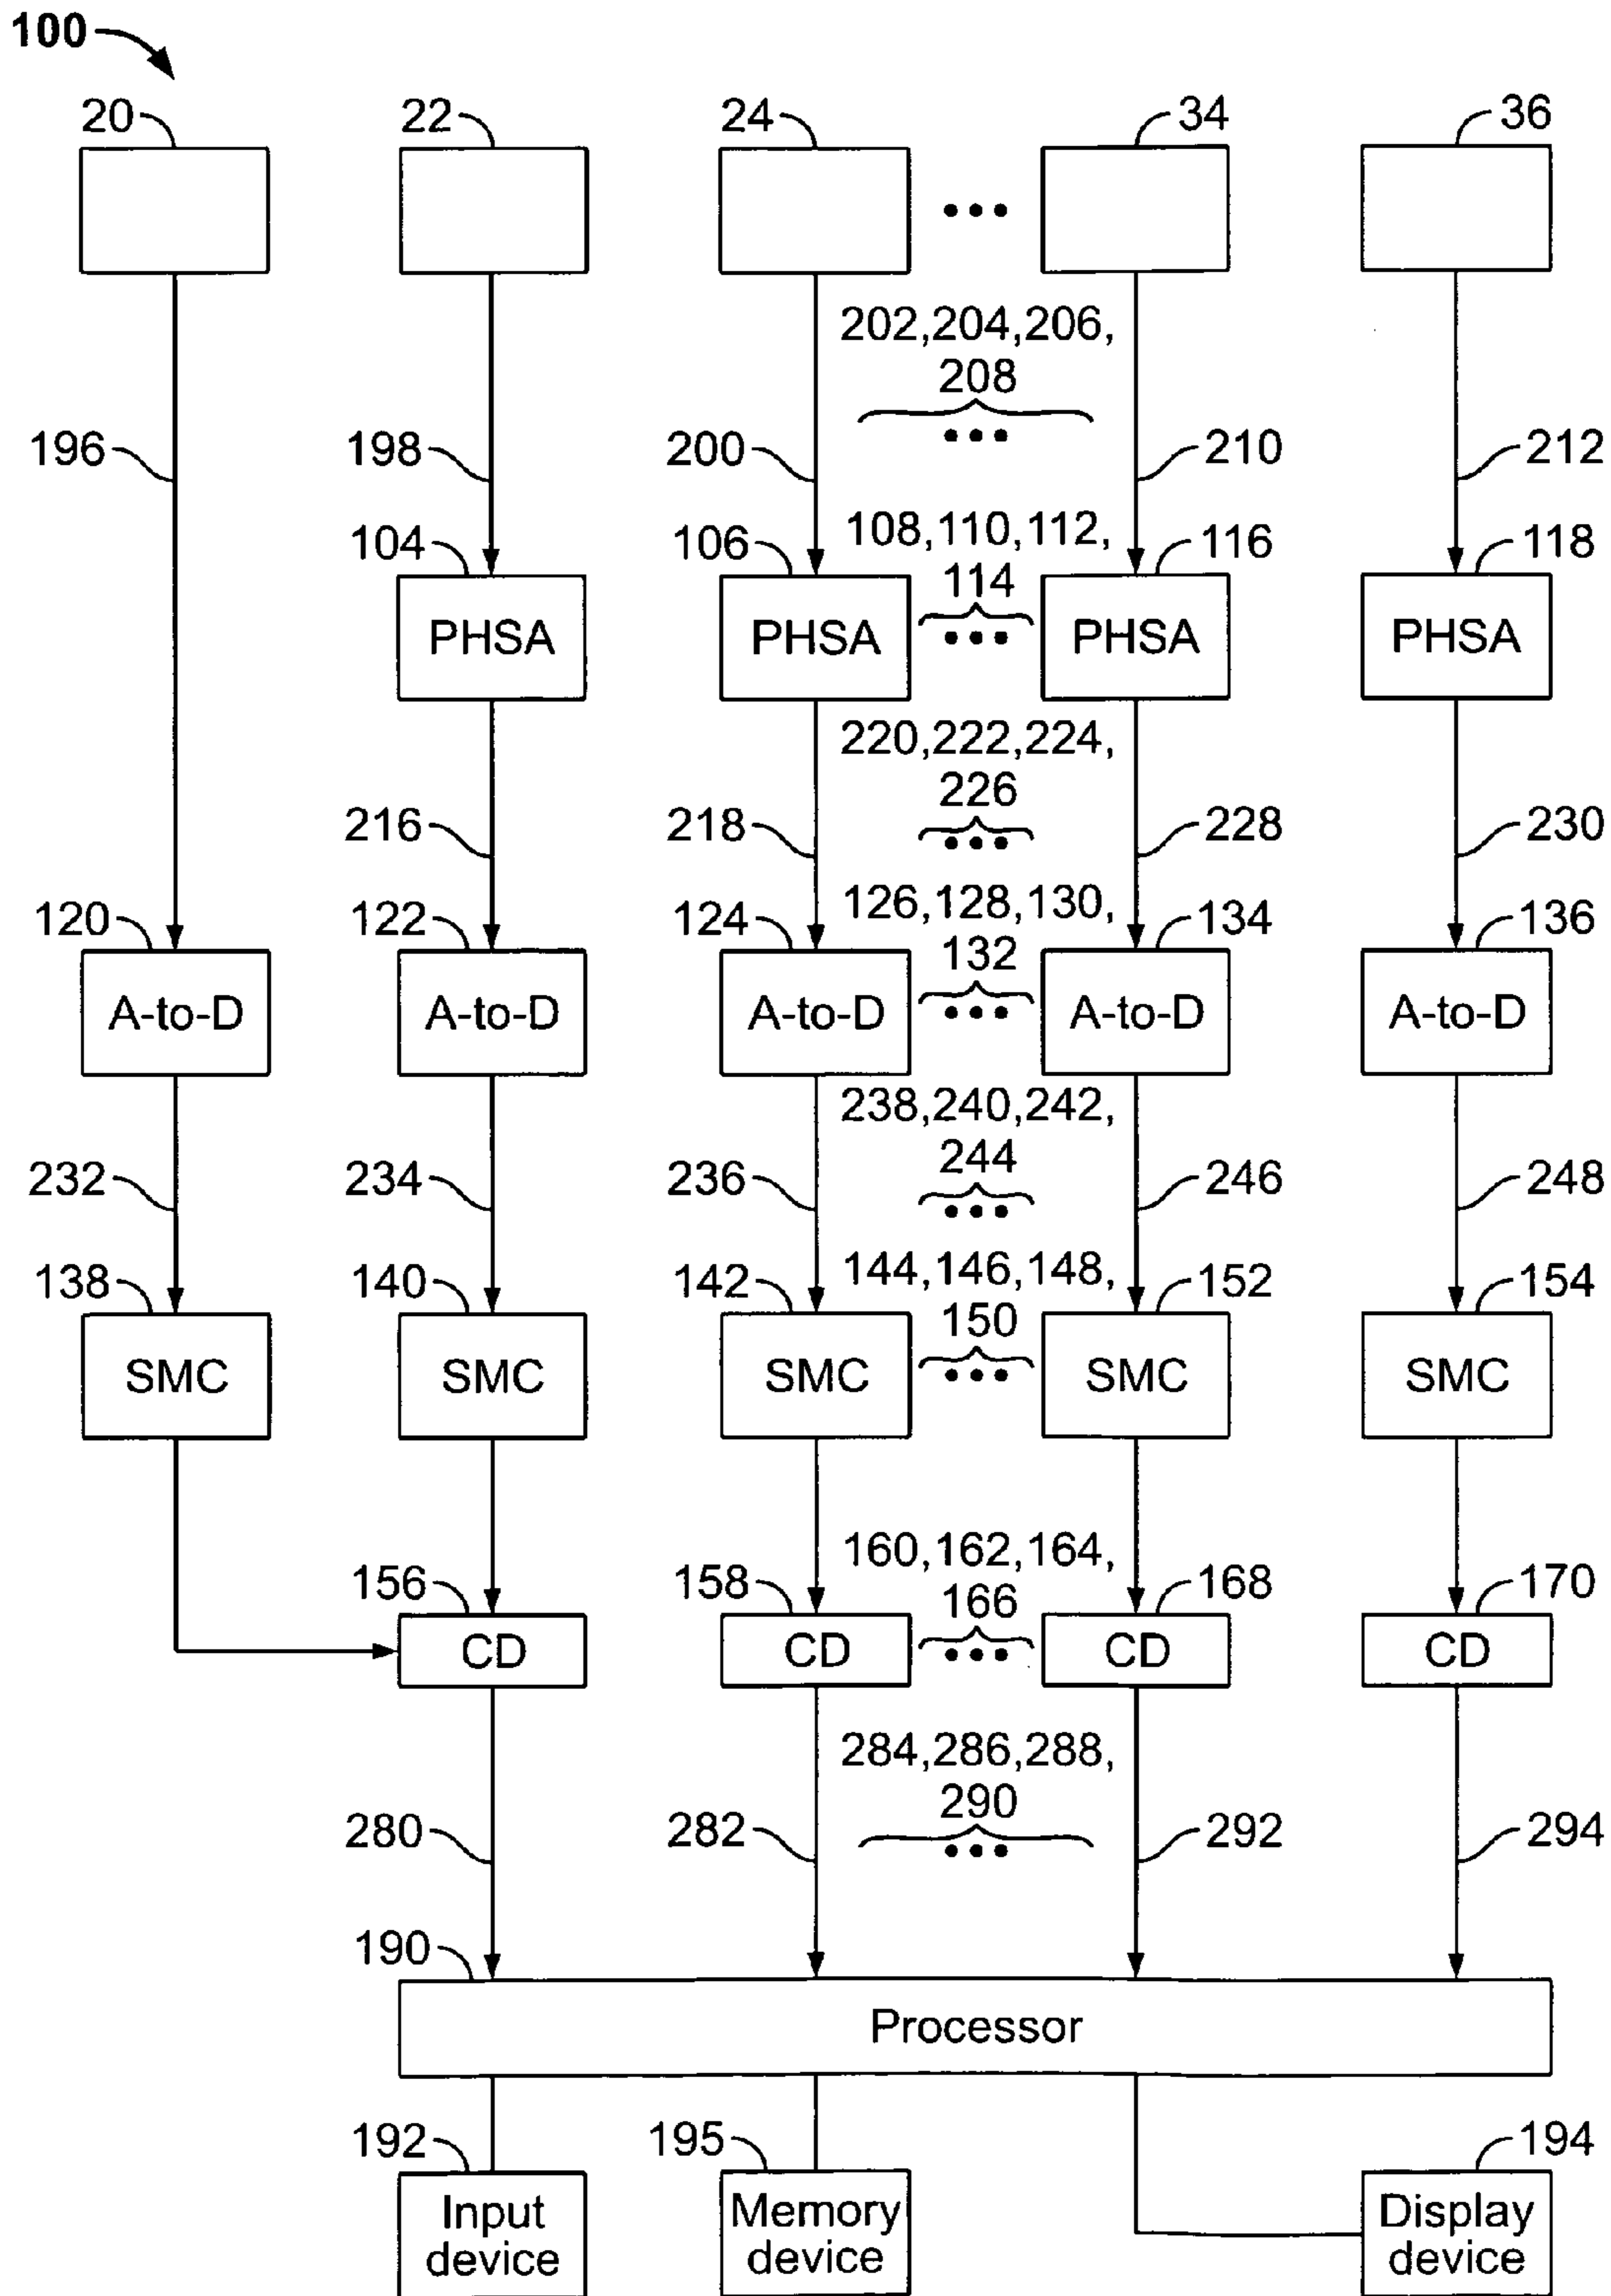 100
20 22 24 34 36
202,204,206,
208
196 198 200 210 212
104 106 108,110,112, 116 118
114
PHSA PHSA PHSA PHSA
220,222,224,
226
216 218 228 230
120 122 124 126,128,130, 134 136
132
A-to-D A-to-D A-to-D A-to-D A-to-D
238,240,242,
244
232 234 236 246 248
138 140 142 144,146,148, 152 154
150
SMC SMC SMC SMC SMC
160,162,164,
156 158 166 168 170
CD CD CD CD
284,286,288,
290
280 282 292 294
190
Processor
192 195 194
Input Memory Display
device device device